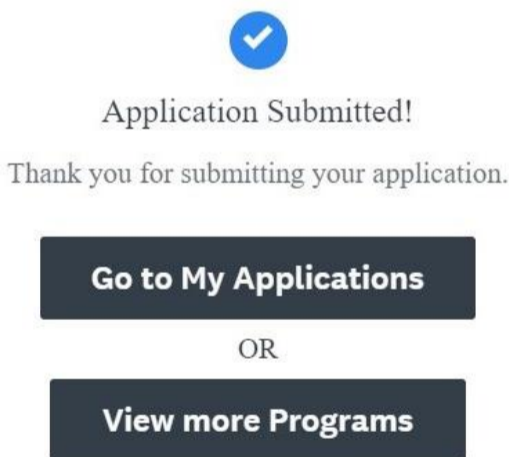 Application Submitted!
Thank you for submitting your application.
Go to My Applications
OR
View more Programs